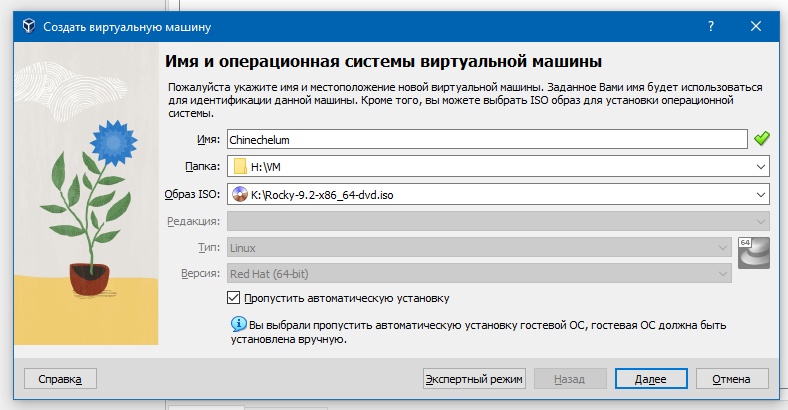 Создать виртуальную машину
Имя и операционная системы виртуальной машины
Пожалуйста укажите имя и местоположение новой виртуальной машины. Заданное Вами имя будет использоваться
для идентификации данной машины. Кроме того, вы можете выбрать ISO образ для установки операционной
системы.
Имя: Chinechelum
Папка: H:\VM
Образ ISO: K:\Rocky-9.2-x86_64-dvd.iso
Редакция:
Тип: Linux
64
Версия: Red Hat (64-bit)
Пропустить автоматическую установку
Вы выбрали пропустить автоматическую установку гостевой ОС, гостевая ОС должна быть
установлена вручную.
Справка Экспертный режим Назад Далее Отмена